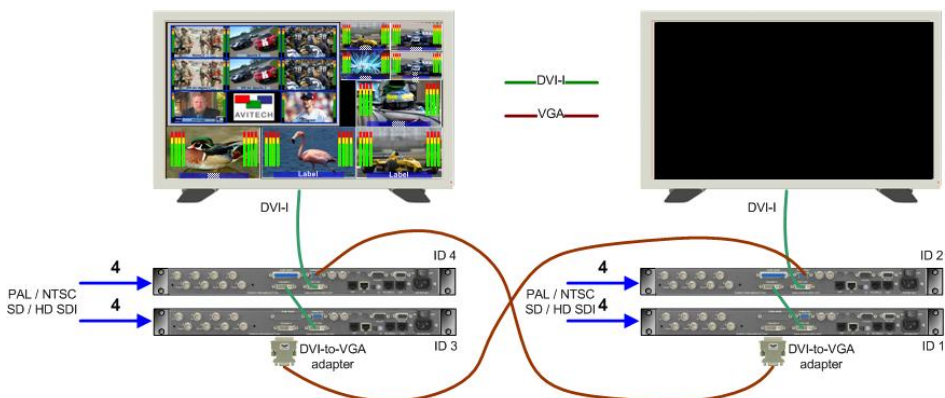 AVITECH
Label
Label
DVI-I
VGA
DVI-I
DVI-I
ID 4
ID 2
4
4
PAL / NTSC
SD / HD SDI
4
PAL / NTSC
SD / HD SDI
4
ID 3
ID 1
DVI-to-VGA
adapter
DVI-to-VGA
adapter